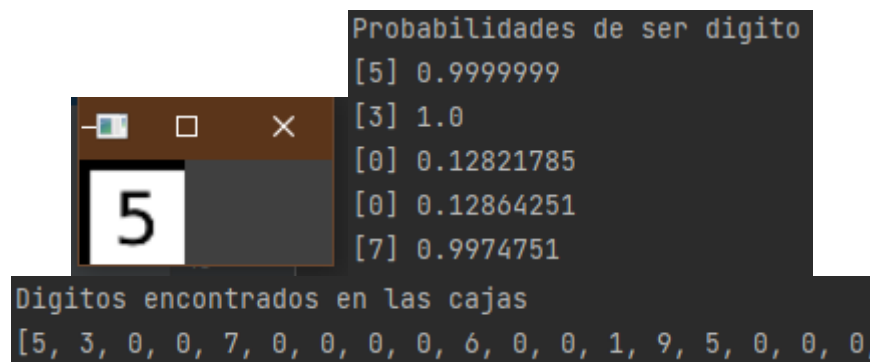 Probabilidades de ser digito
[5] 0.9999999
[3] 1.0
[0] 0.12821785
[0] 0.12864251
[7] 0.9974751
5
Digitos encontrados en las cajas
[5, 3, 0, 0, 7, 0, 0, 0, 0, 6, 0, 0, 1, 9, 5, 0, 0, 0,